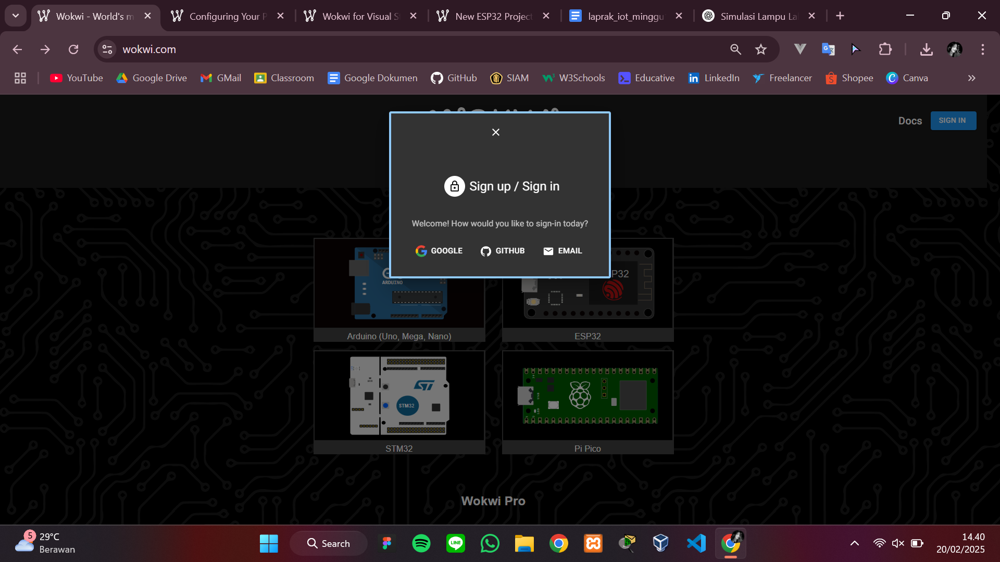 Wokwi - World's m
Configuring Your P
Wokwi for Visual S
New ESP32 Project
laprak_iot_minggu
Simulasi Lampu La
wokwi.com
YouTube
Google Drive
GMail
Classroom
Google Dokumen
GitHub
SIAM
W3Schools
Educative
LinkedIn
Freelancer
Shopee
Canva
Docs
SIGN IN
Sign up / Sign in
Welcome! How would you like to sign-in today?
GOOGLE
GITHUB
EMAIL
ARDUINO
P32
Arduino (Uno, Mega, Nano)
ESP32
STM32
STM32
Pi Pico
Wokwi Pro
5
29°C
Berawan
Search
LINE
14.40
20/02/2025